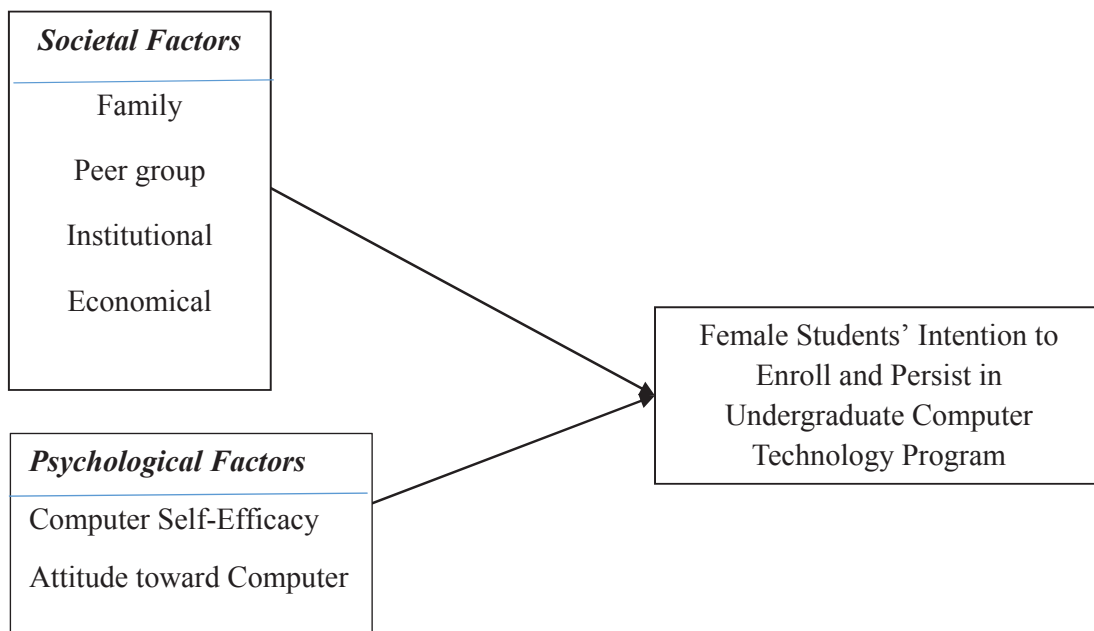 Societal Factors
Family
Peer group
Institutional
Economical
Psychological Factors
Computer Self-Efficacy
Attitude toward Computer
Female Students’ Intention to
Enroll and Persist in
Undergraduate Computer
Technology Program